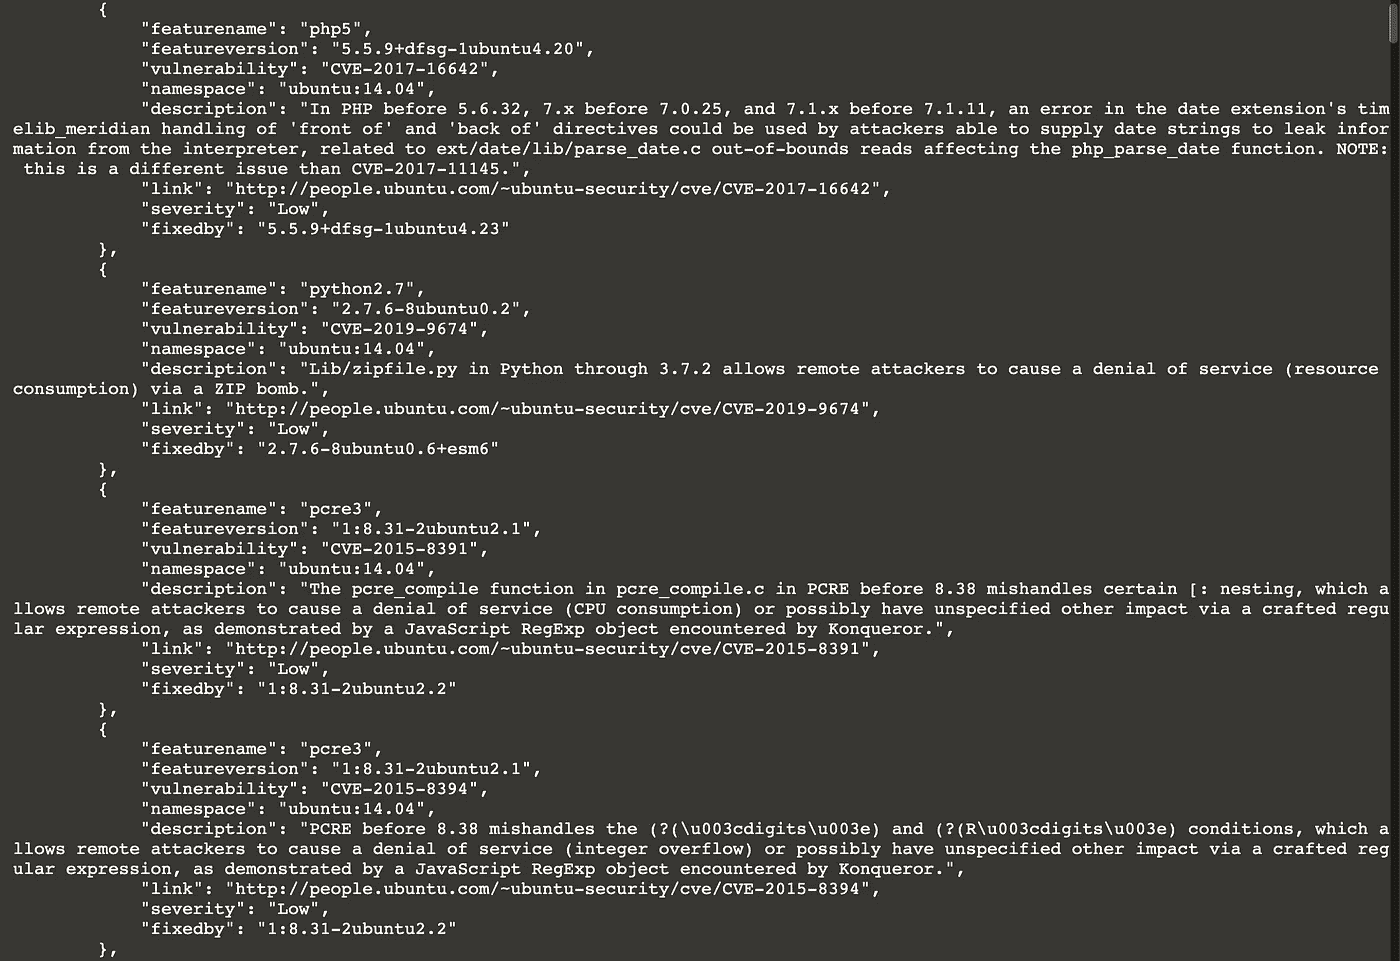 {
"featurename": "php5",
"featureversion": "5.5.9+dfsg-1ubuntu4.20",
"vulnerability": "CVE-2017-16642",
"namespace": "ubuntu:14.04",
"description": "In PHP before 5.6.32, 7.x before 7.0.25, and 7.1.x before 7.1.11, an error in the date extension's tim
elib_meridian handling of 'front of' and 'back of' directives could be used by attackers able to supply date strings to leak infor
mation from the interpreter, related to ext/date/lib/parse_date.c out-of-bounds reads affecting the php_parse_date function. NOTE:
this is a different issue than CVE-2017-11145.",
"link": "http://people.ubuntu.com/~ubuntu-security/cve/CVE-2017-16642",
"severity": "Low",
"fixedby": "5.5.9+dfsg-1ubuntu4.23"
},
{
"featurename": "python2.7",
"featureversion": "2.7.6-8ubuntu0.2",
"vulnerability": "CVE-2019-9674",
"namespace": "ubuntu:14.04",
"description": "Lib/zipfile.py in Python through 3.7.2 allows remote attackers to cause a denial of service (resource
consumption) via a ZIP bomb.",
"link": "http://people.ubuntu.com/~ubuntu-security/cve/CVE-2019-9674",
"severity": "Low",
"fixedby": "2.7.6-8ubuntu0.6+esm6"
},
{
"featurename": "pcre3",
"featureversion": "1:8.31-2ubuntu2.1",
"vulnerability": "CVE-2015-8391",
"namespace": "ubuntu:14.04",
"description": "The pcre_compile function in pcre_compile.c in PCRE before 8.38 mishandles certain [: nesting, which a
llows remote attackers to cause a denial of service (CPU consumption) or possibly have unspecified other impact via a crafted regu
lar expression, as demonstrated by a JavaScript RegExp object encountered by Konqueror.",
"link": "http://people.ubuntu.com/~ubuntu-security/cve/CVE-2015-8391",
"severity": "Low",
"fixedby": "1:8.31-2ubuntu2.2"
},
{
"featurename": "pcre3",
"featureversion": "1:8.31-2ubuntu2.1",
"vulnerability": "CVE-2015-8394",
"namespace": "ubuntu:14.04",
"description": "PCRE before 8.38 mishandles the (?(\u003cdigits\u003e) and (?(R\u003cdigits\u003e) conditions, which a
llows remote attackers to cause a denial of service (integer overflow) or possibly have unspecified other impact via a crafted reg
ular expression, as demonstrated by a JavaScript RegExp object encountered by Konqueror.",
"link": "http://people.ubuntu.com/~ubuntu-security/cve/CVE-2015-8394",
"severity": "Low",
"fixedby": "1:8.31-2ubuntu2.2"
},